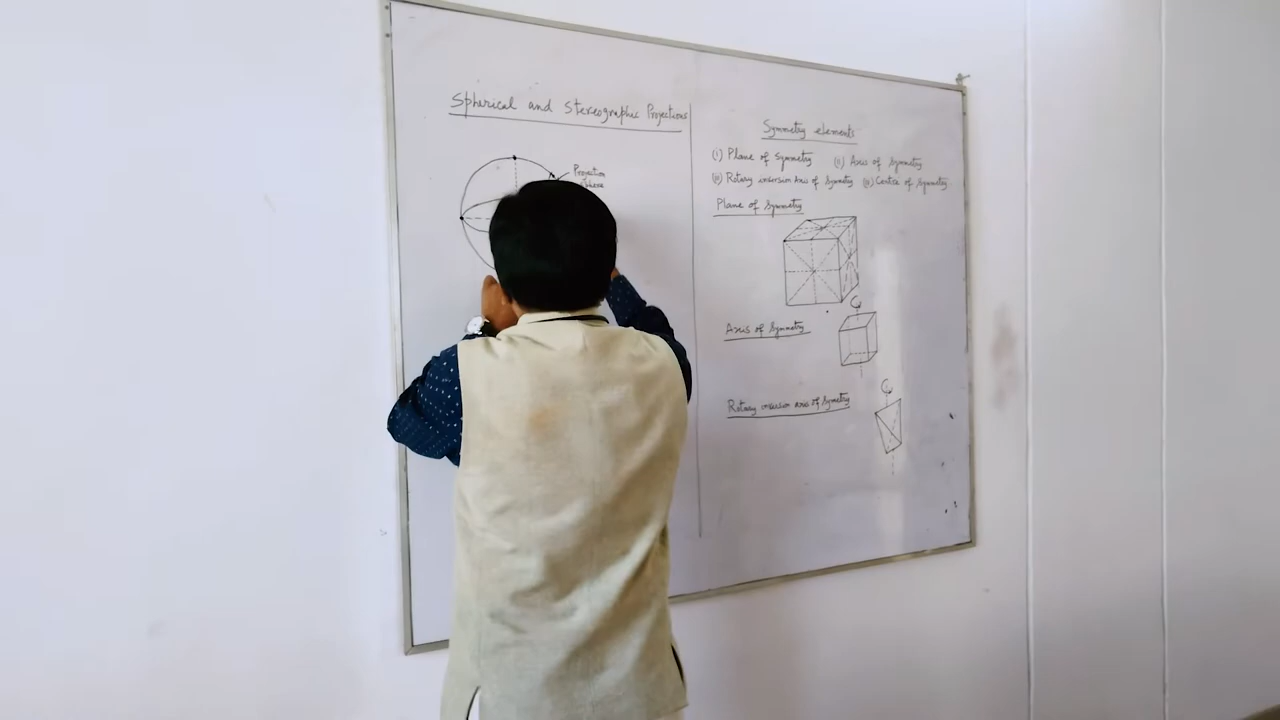 Spherical and Stereographic Projections
Projection
Sphere
Symmetry elements
(i) Plane of Symmetry (ii) Axis of Symmetry
(iii) Rotary inversion Axis of Symmetry (iv) Centre of Symmetry
Plane of Symmetry
Axis of Symmetry
Rotary inversion axis of Symmetry